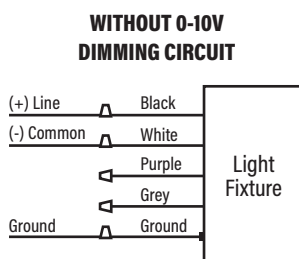 WITHOUT 0-10V
DIMMING CIRCUIT
(+) Line Black
(-) Common White
Purple
Grey
Ground Ground
Light
Fixture